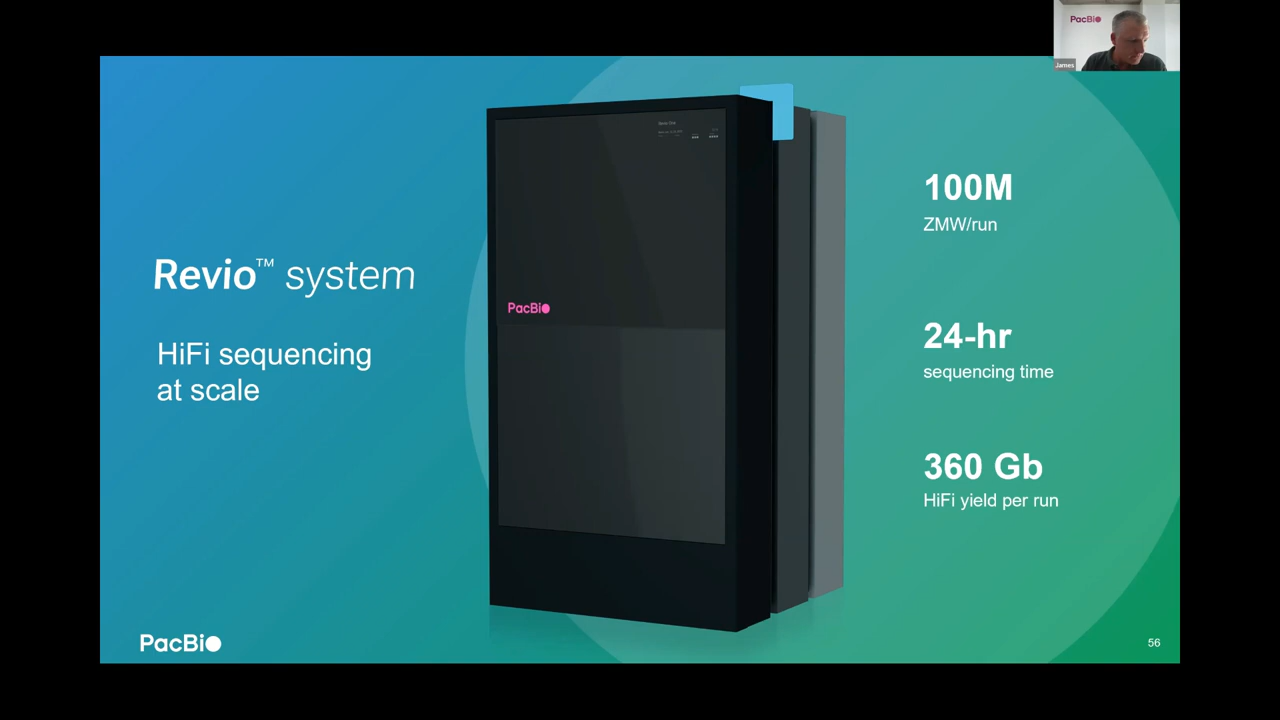 PacBio
James
Revio™ system
HiFi sequencing
at scale
PacBio
100M
ZMW/run
24-hr
sequencing time
360 Gb
HiFi yield per run
PacBio
56